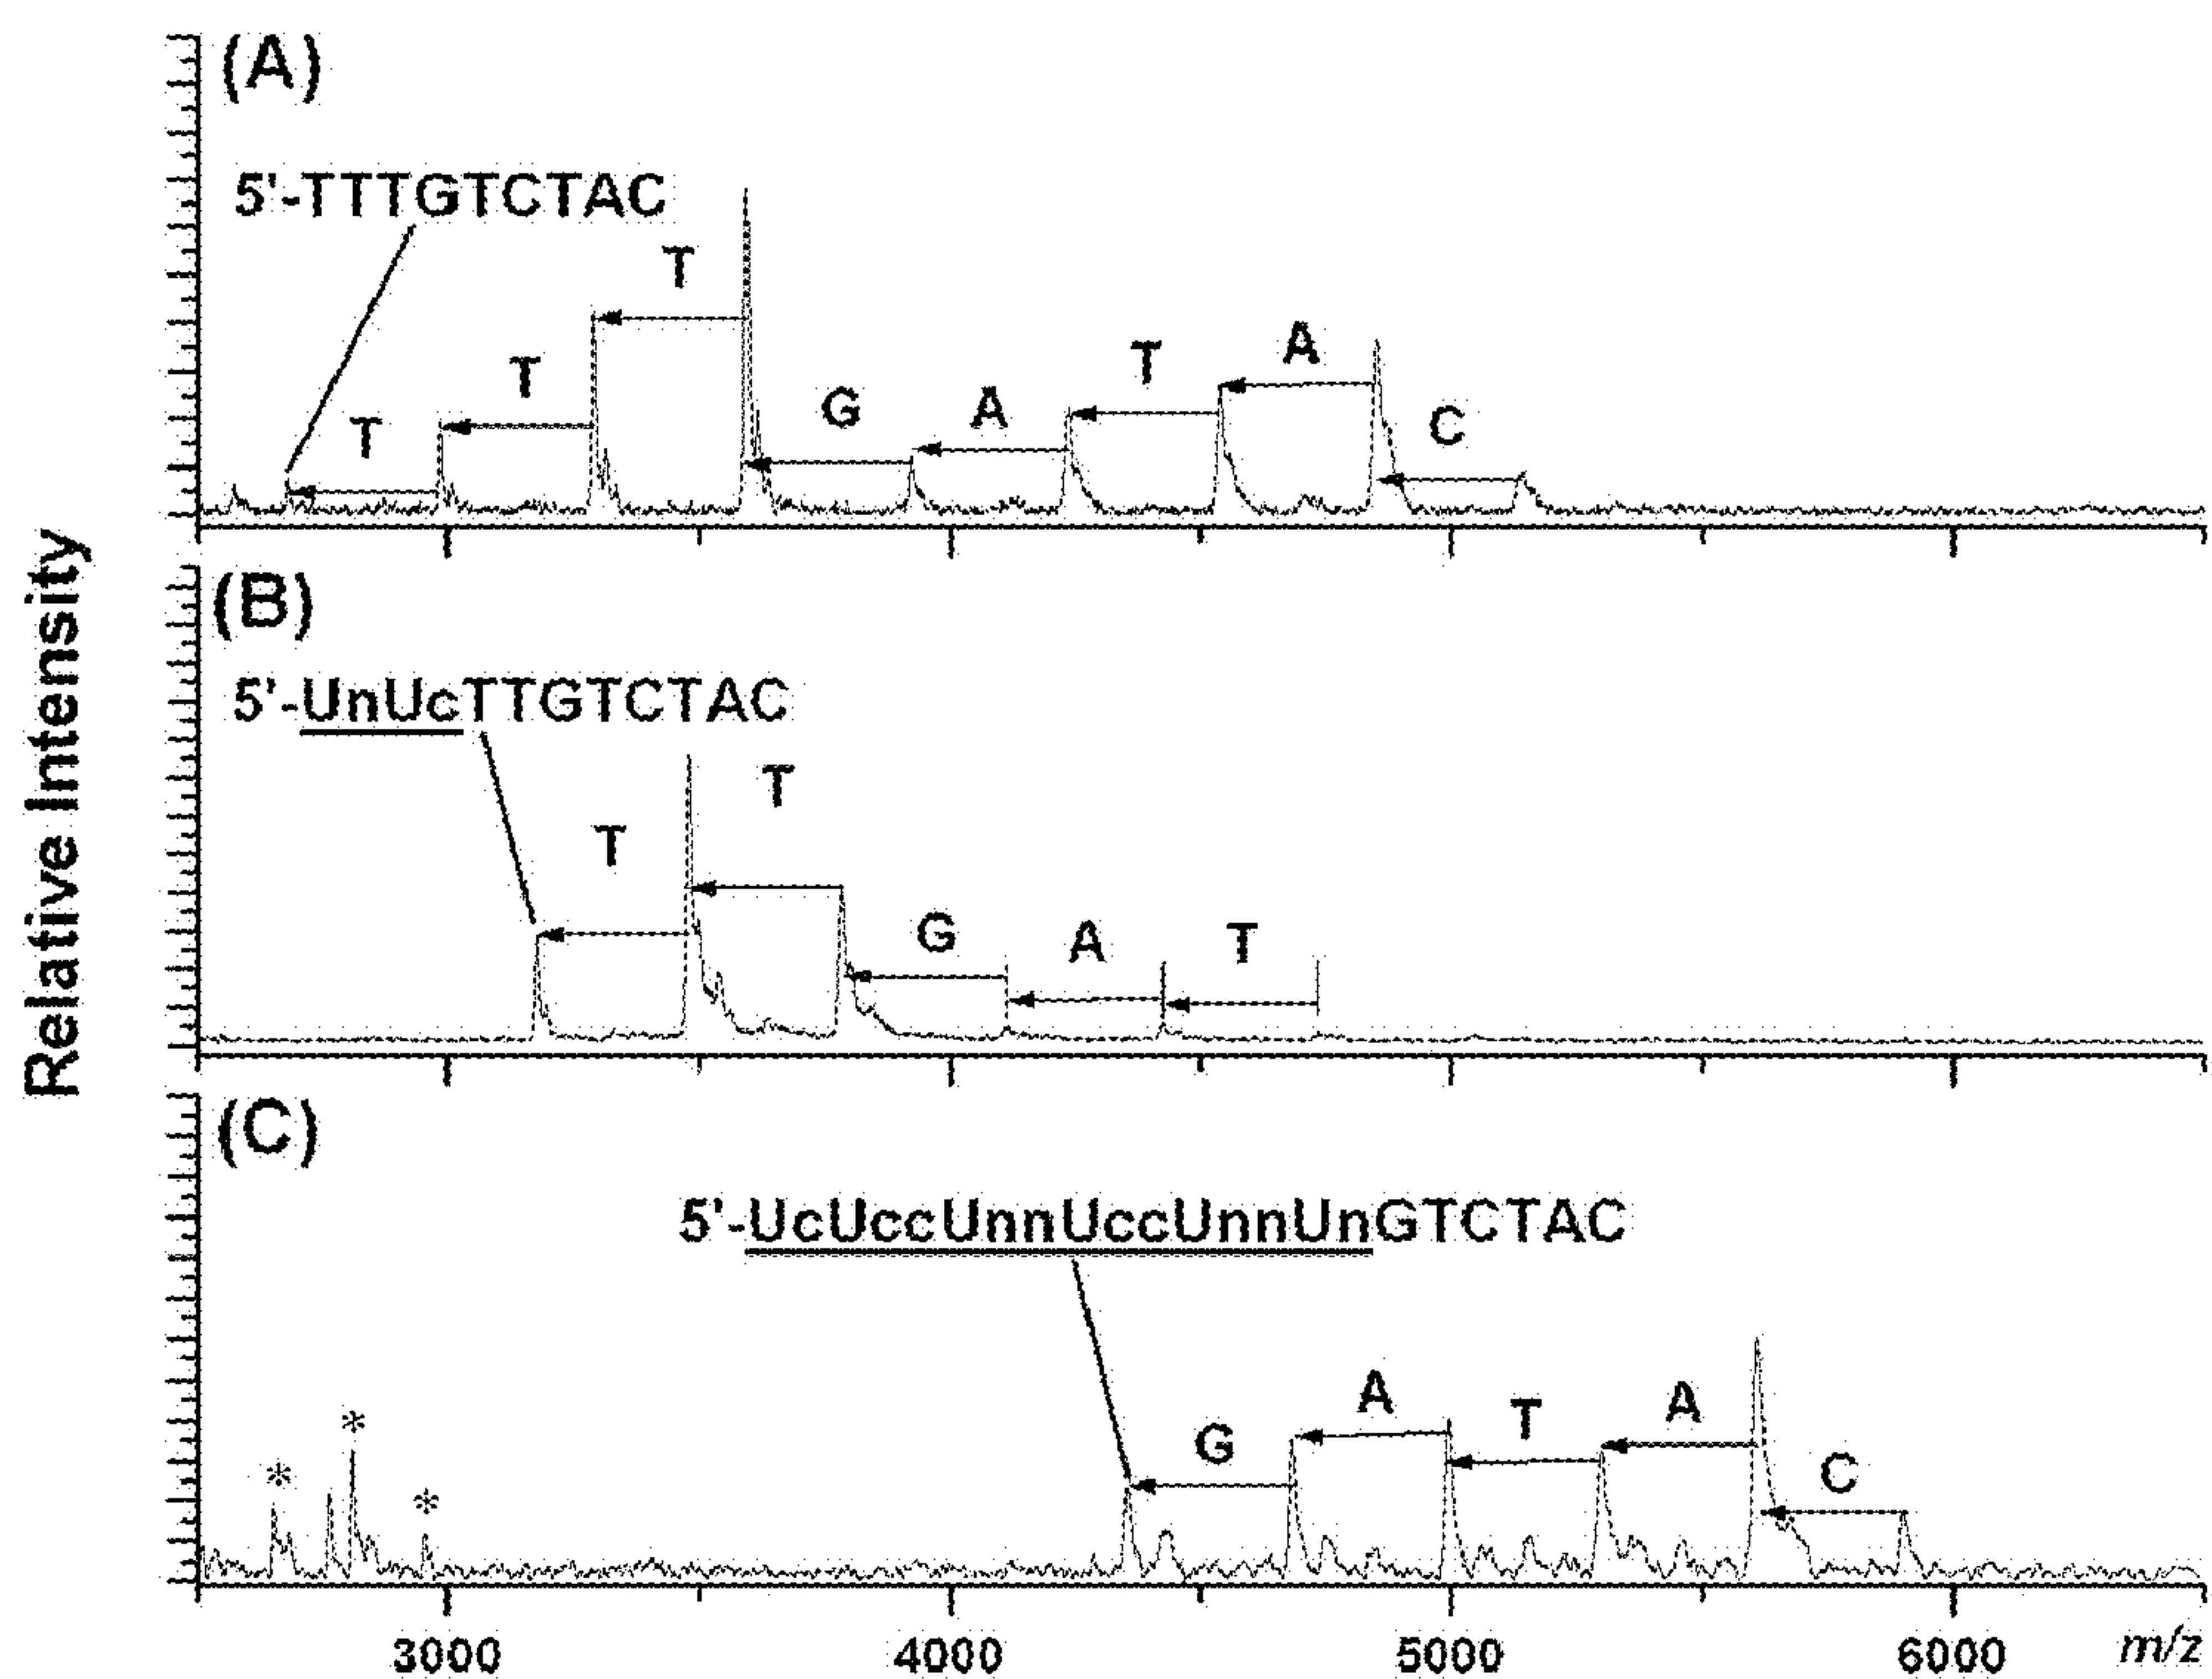 Relative Intensity
(A)
5'-TTTGTCTAC
T T T G A T A C
(B)
5'-UnUcTTGTCTAC
T T G A T
(C)
5'-UcUccUnnUccUnnUnGTCTAC
* * *
G A T A C
3000 4000 5000 6000 m/z